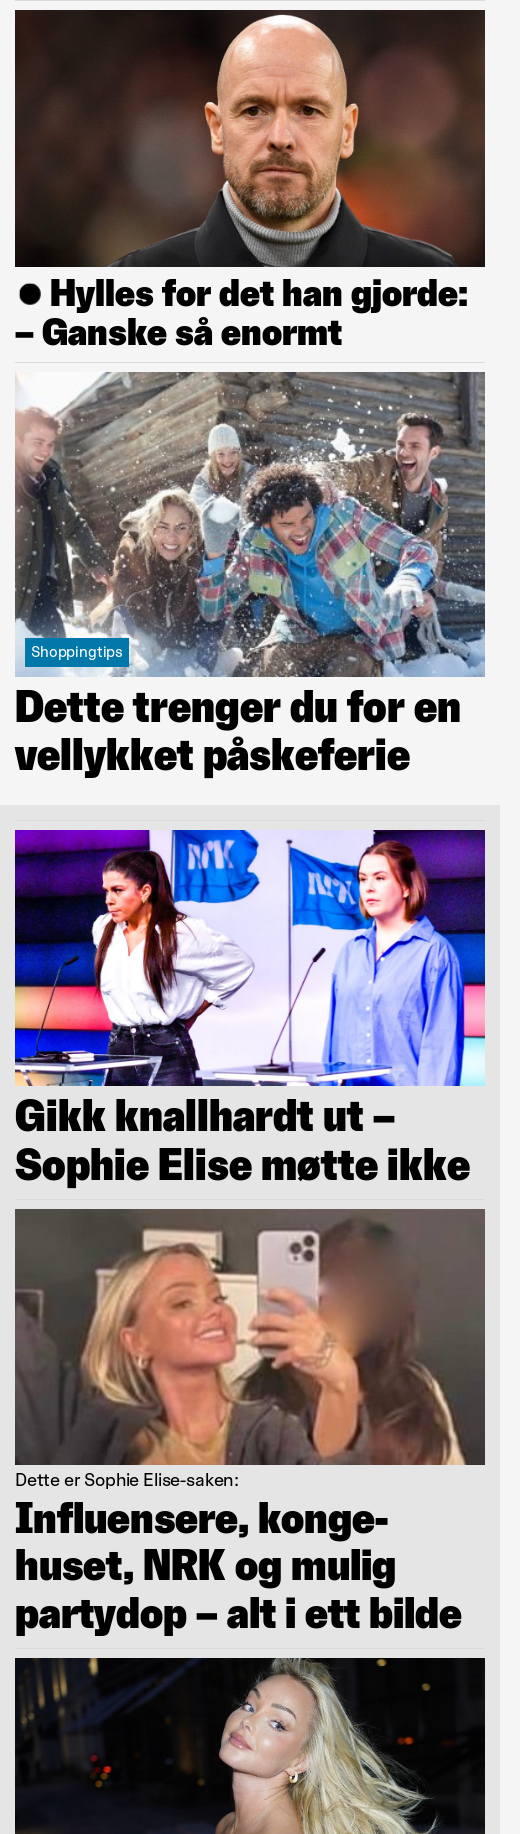 ● Hylles for det han gjorde:
– Ganske så enormt
Shoppingtips
Dette trenger du for en
vellykket påskeferie
NRK
NRK
Gikk knallhardt ut –
Sophie Elise møtte ikke
Dette er Sophie Elise-saken:
Influensere, konge-
huset, NRK og mulig
partydop – alt i ett bilde